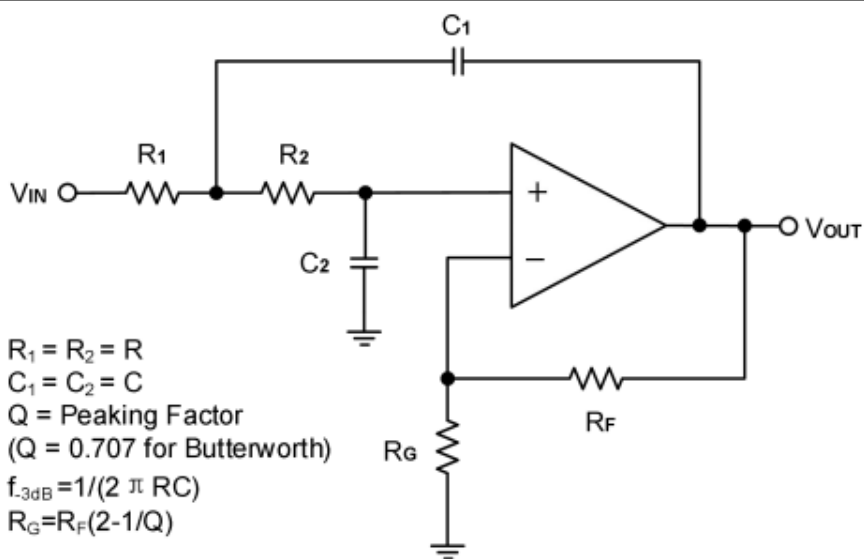 C1
R1
R2
VIN
+
VOUT
C2
−
R₁ = R₂ = R
C₁ = C₂ = C
Q = Peaking Factor
(Q = 0.707 for Butterworth)
f-3dB =1/(2 π RC)
RG=RF(2-1/Q)
RG
RF